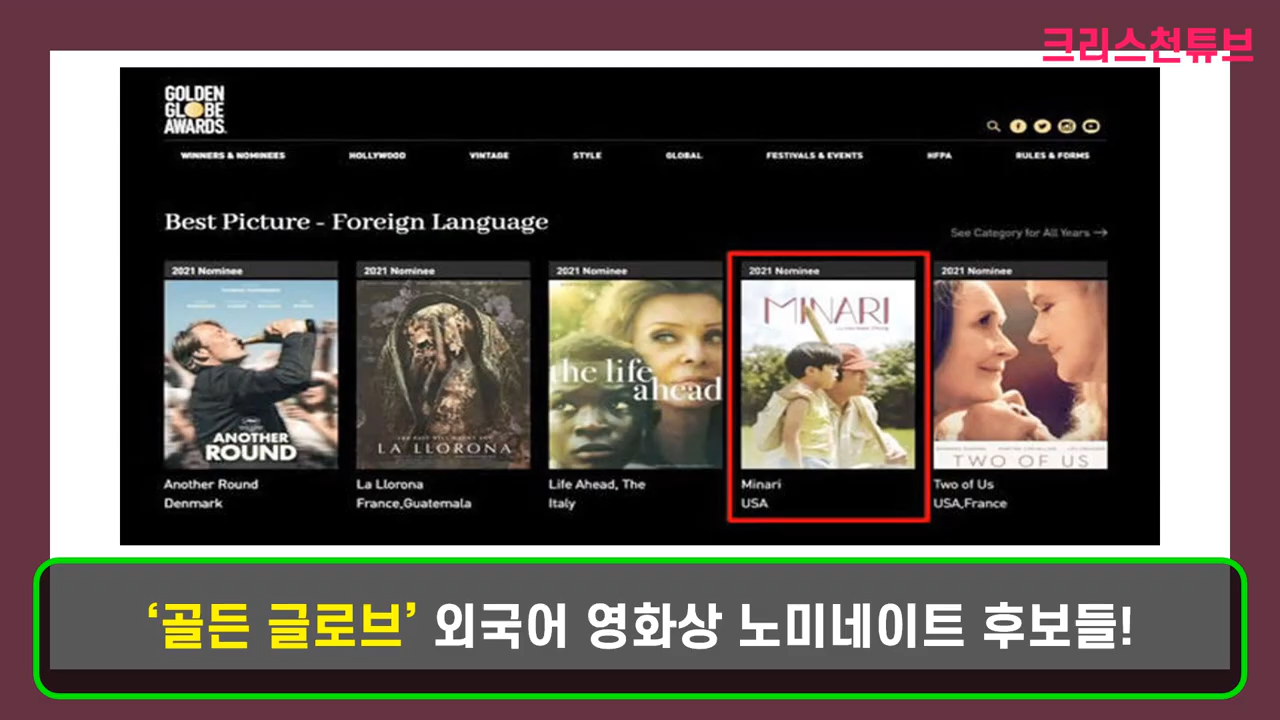 크리스천튜브
GOLDEN
GLOBE
AWARDS.
WINNERS & NOMINEES HOLLYWOOD VINTAGE STYLE GLOBAL FESTIVALS & EVENTS HFPA RULES & FORMS
Best Picture - Foreign Language
See Category for All Years →
2021 Nominee 2021 Nominee 2021 Nominee 2021 Nominee 2021 Nominee
ANOTHER
ROUND
LA LLORONA
the life
ahead
MINARI
TWO OF US
Another Round La Llorona Life Ahead, The Minari Two of Us
Denmark France,Guatemala Italy USA USA,France
‘골든 글로브’ 외국어 영화상 노미네이트 후보들!